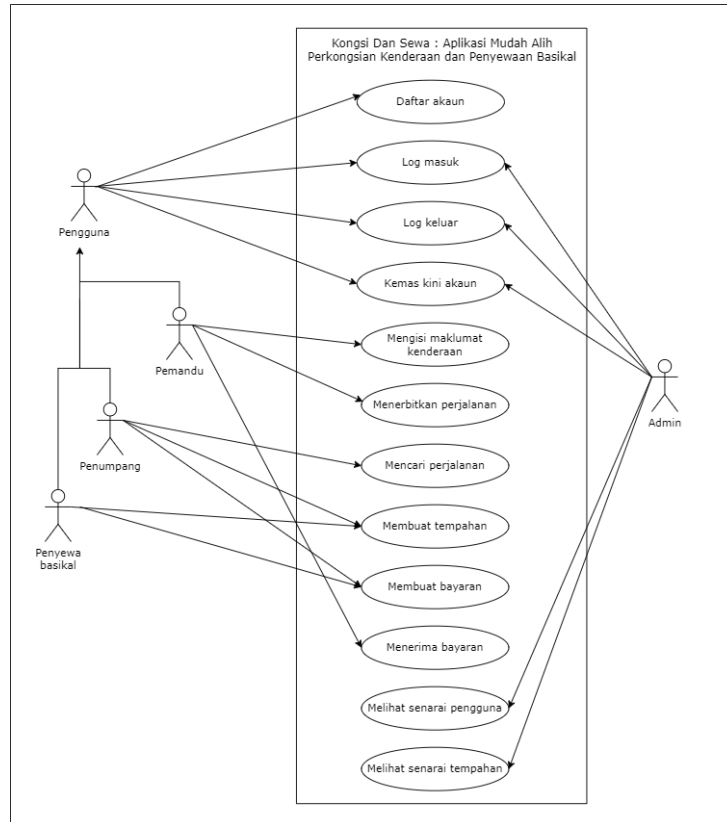 Kongsi Dan Sewa : Aplikasi Mudah Alih
Perkongsian Kenderaan dan Penyewaan Basikal
Daftar akaun
Log masuk
Pengguna
Log keluar
Kemas kini akaun
Mengisi maklumat
kenderaan
Pemandu
Menerbitkan perjalanan
Admin
Penumpang
Mencari perjalanan
Membuat tempahan
Penyewa
basikal
Membuat bayaran
Menerima bayaran
Melihat senarai pengguna
Melihat senarai tempahan